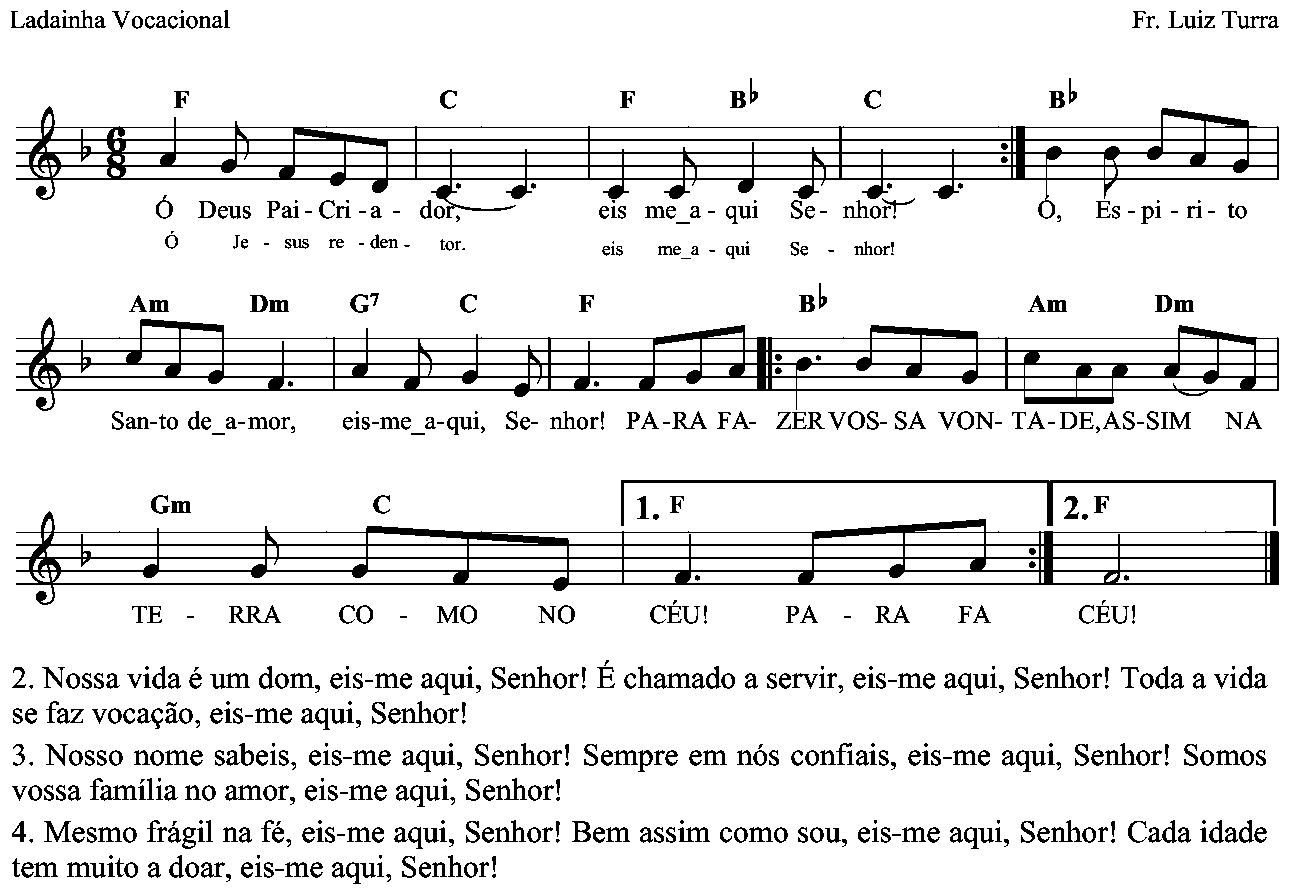 Ladainha Vocacional Fr. Luiz Turra
F C F B♭ C B♭
6/8
Ó Deus Pai-Cri-a-dor, eis me_a-qui Se-nhor! Ó, Es-pi-ri-to
Ó Je-sus re-den-tor. eis me_a-qui Se-nhor!
Am Dm G7 C F B♭ Am Dm
San-to de_a-mor, eis-me_a-qui, Se-nhor! PA-RA FA-ZER VOS-SA VON-TA-DE,AS-SIM NA
Gm C 1. F 2. F
TE-RRA CO-MO NO CÉU! PA-RA FA CÉU!
2. Nossa vida é um dom, eis-me aqui, Senhor! É chamado a servir, eis-me aqui, Senhor! Toda a vida
se faz vocação, eis-me aqui, Senhor!
3. Nosso nome sabeis, eis-me aqui, Senhor! Sempre em nós confiais, eis-me aqui, Senhor! Somos
vossa família no amor, eis-me aqui, Senhor!
4. Mesmo frágil na fé, eis-me aqui, Senhor! Bem assim como sou, eis-me aqui, Senhor! Cada idade
tem muito a doar, eis-me aqui, Senhor!